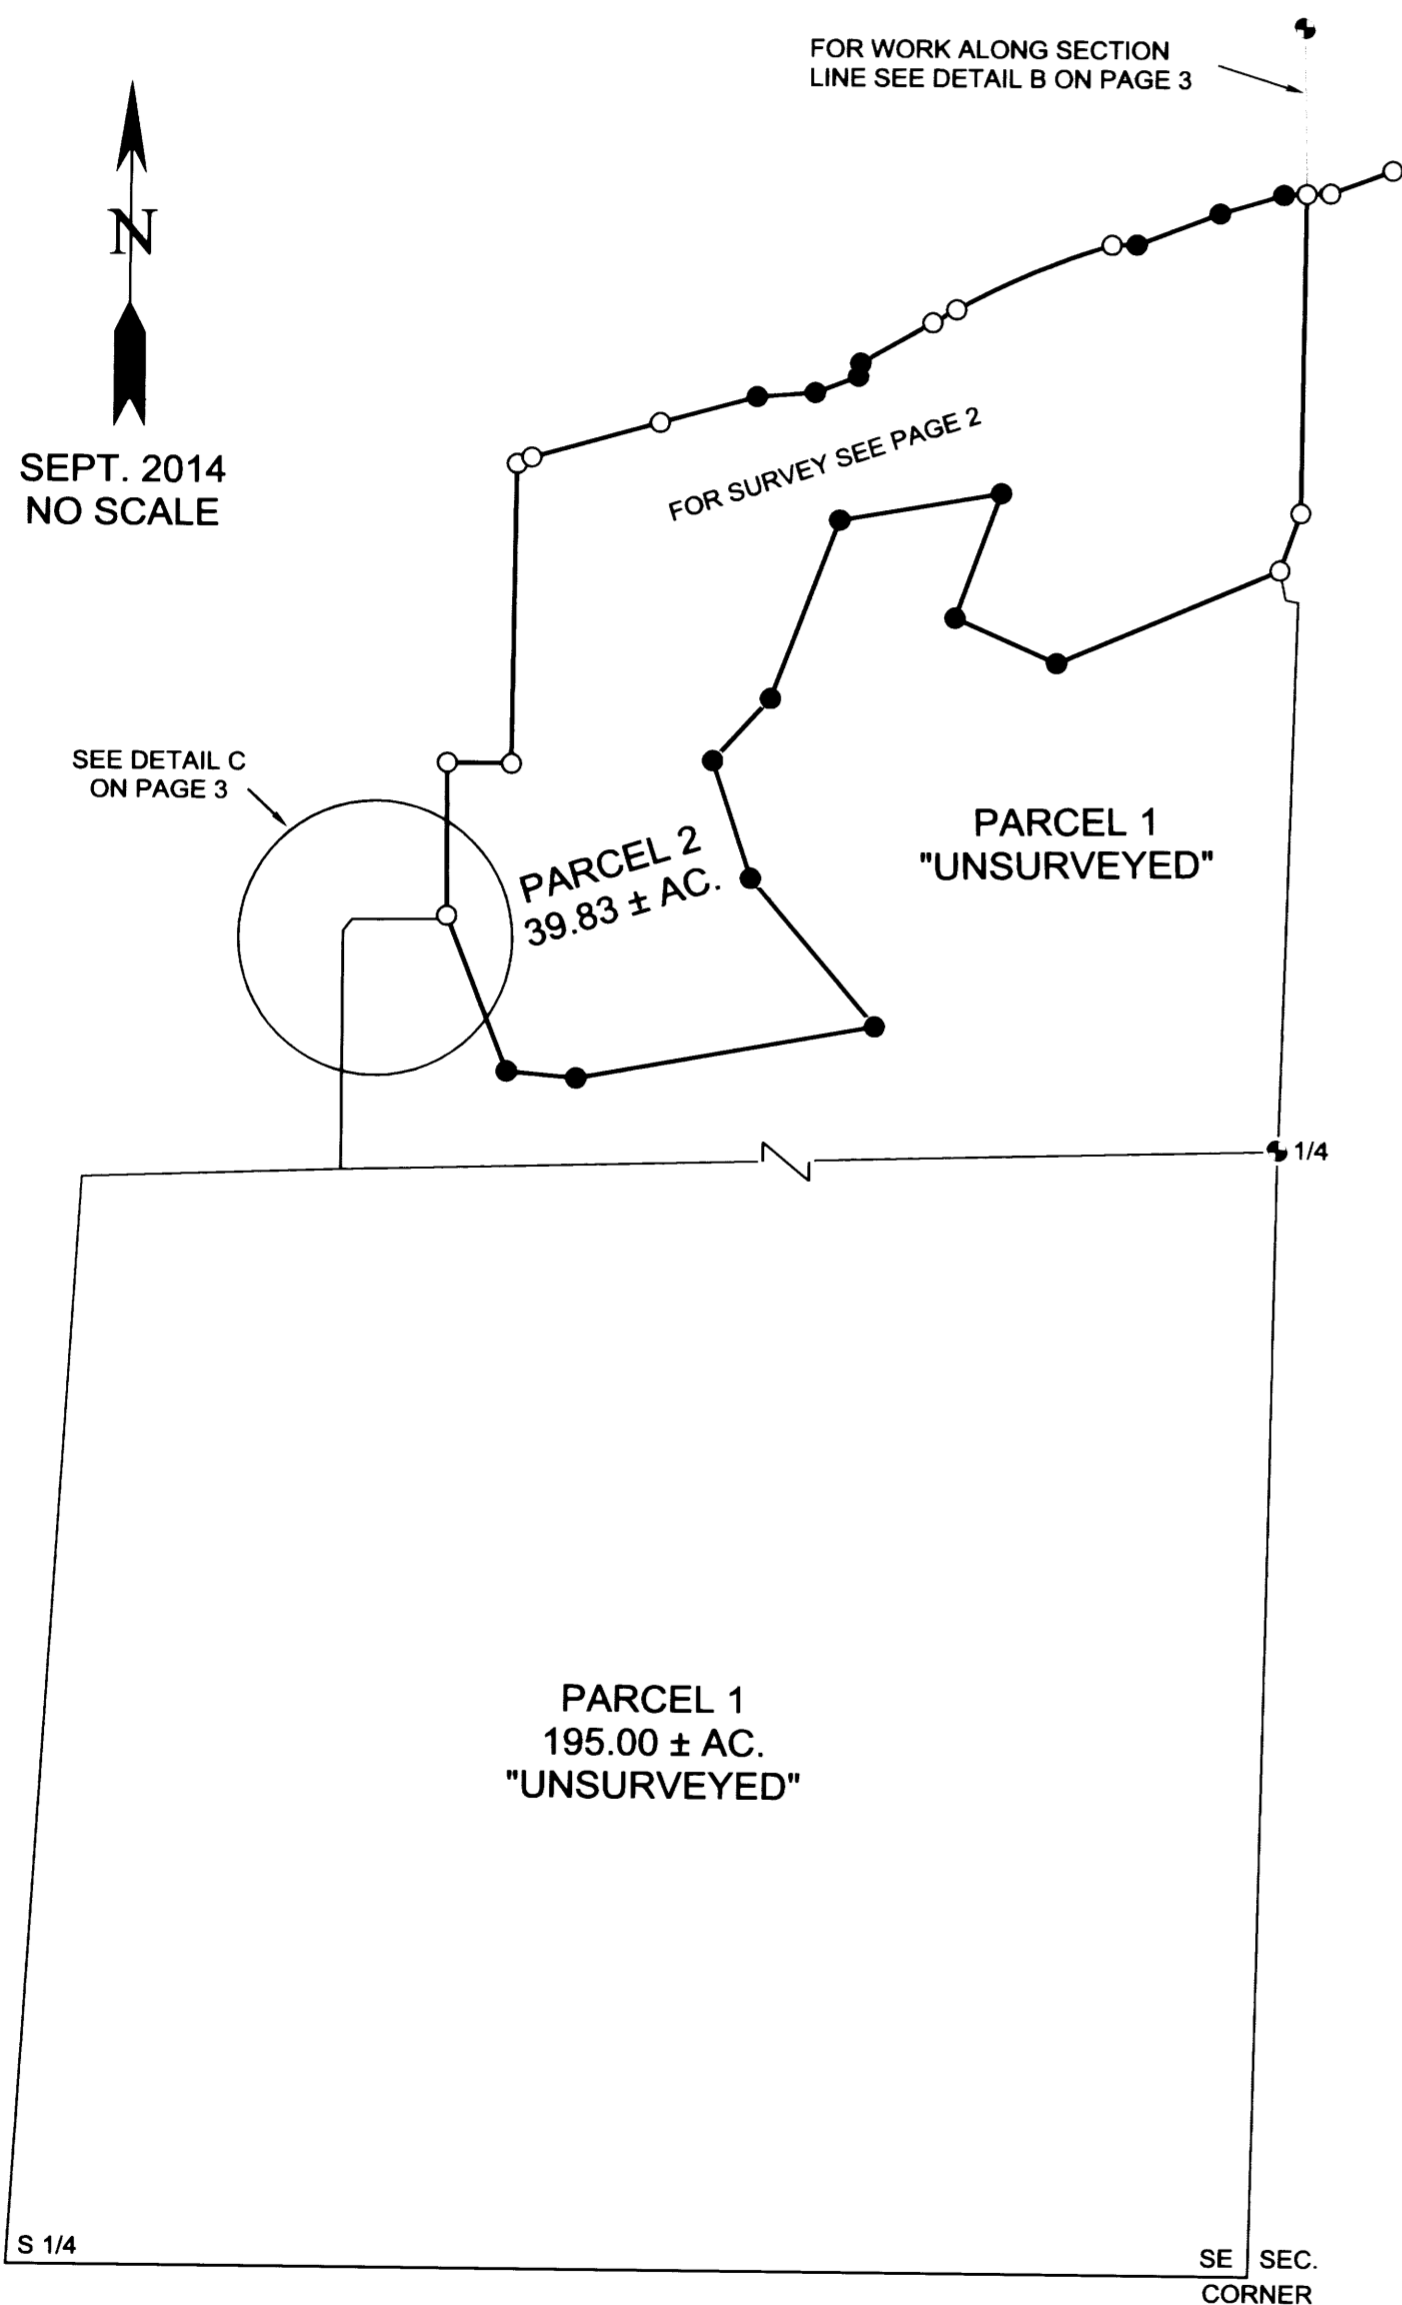 FOR WORK ALONG SECTION
LINE SEE DETAIL B ON PAGE 3
N
SEPT. 2014
NO SCALE
FOR SURVEY SEE PAGE 2
SEE DETAIL C
ON PAGE 3
PARCEL 2
39.83 ± AC.
PARCEL 1
"UNSURVEYED"
1/4
PARCEL 1
195.00 ± AC.
"UNSURVEYED"
S 1/4
SE SEC.
CORNER